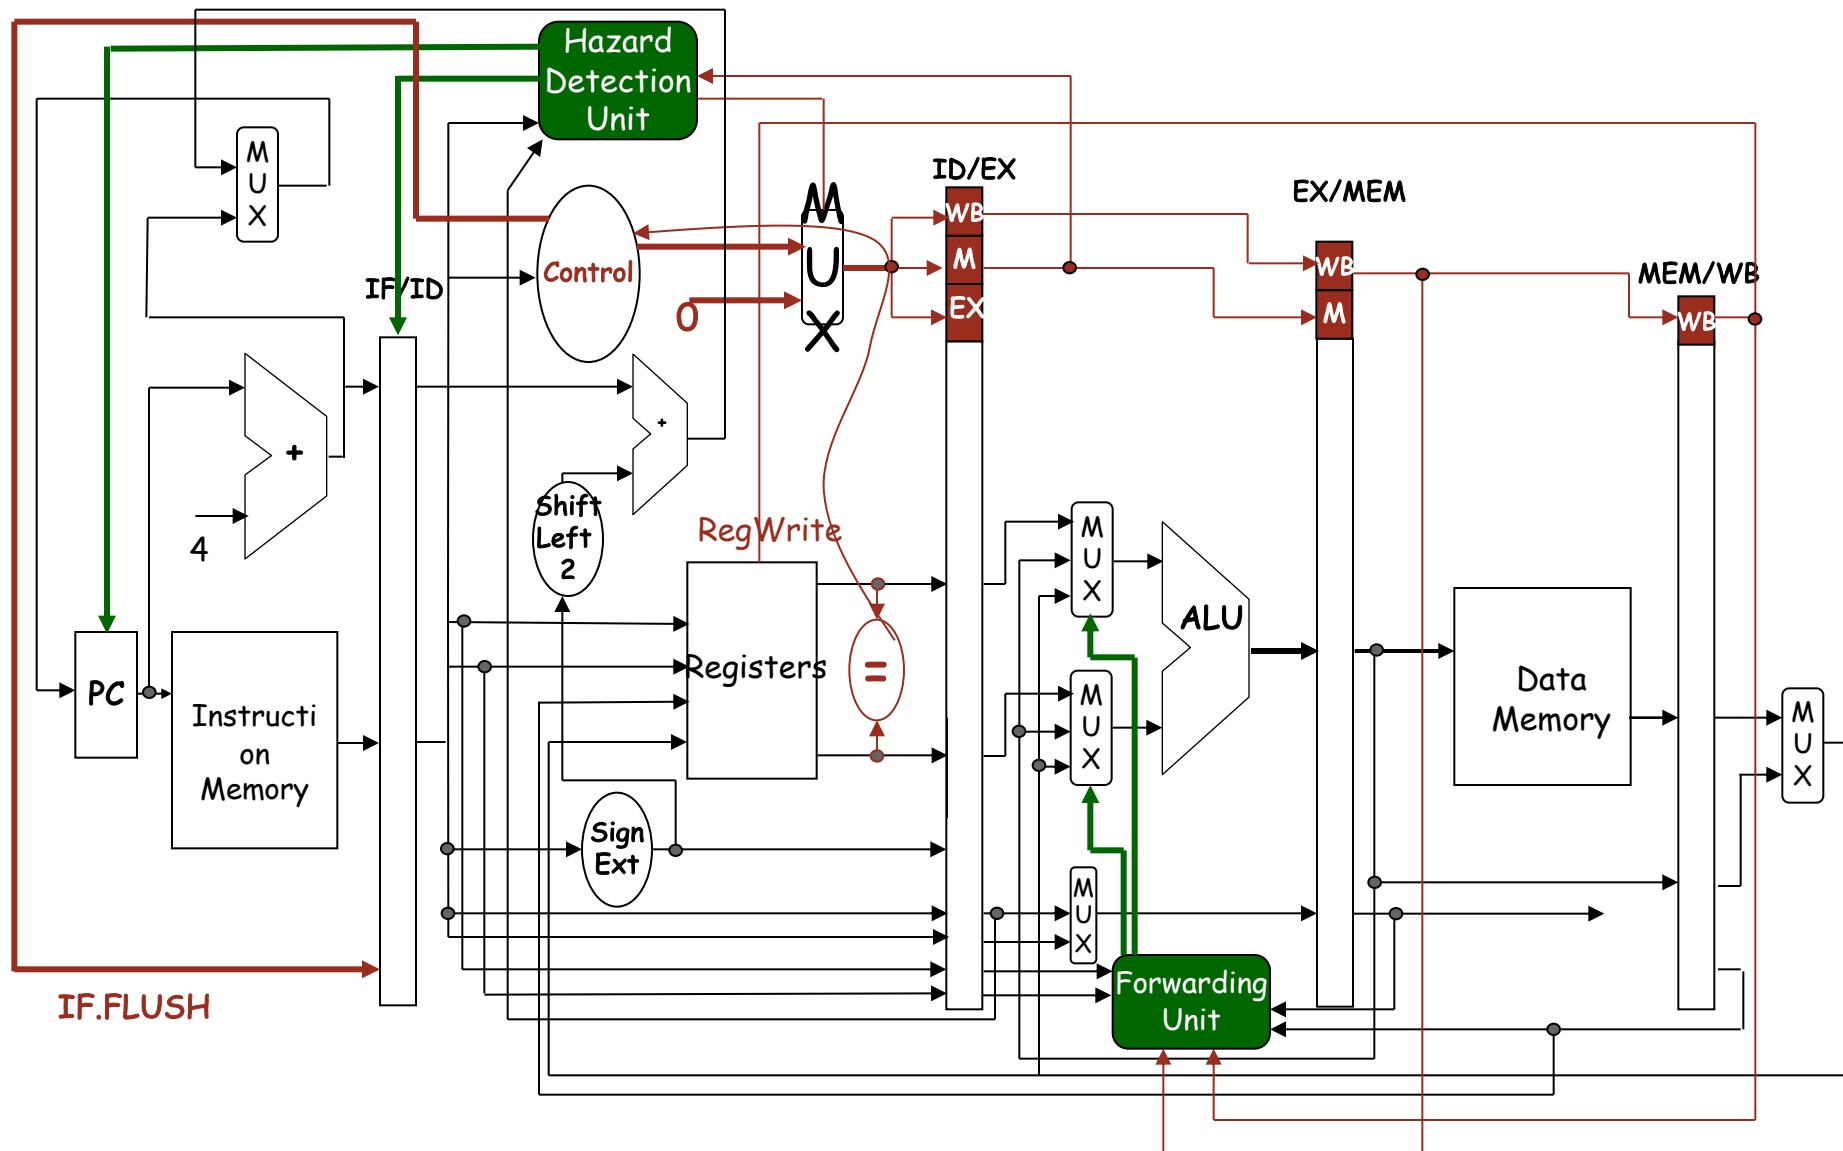 Hazard
Detection
Unit
M
U
X
ID/EX
EX/MEM
MEM/WB
IF/ID
Control
0
M
U
X
WB
M
EX
WB
M
WB
+
4
+
Shift
Left
2
RegWrite
Registers
=
PC
Instructi
on
Memory
Sign
Ext
M
U
X
M
U
X
M
U
X
ALU
Data
Memory
M
U
X
Forwarding
Unit
IF.FLUSH